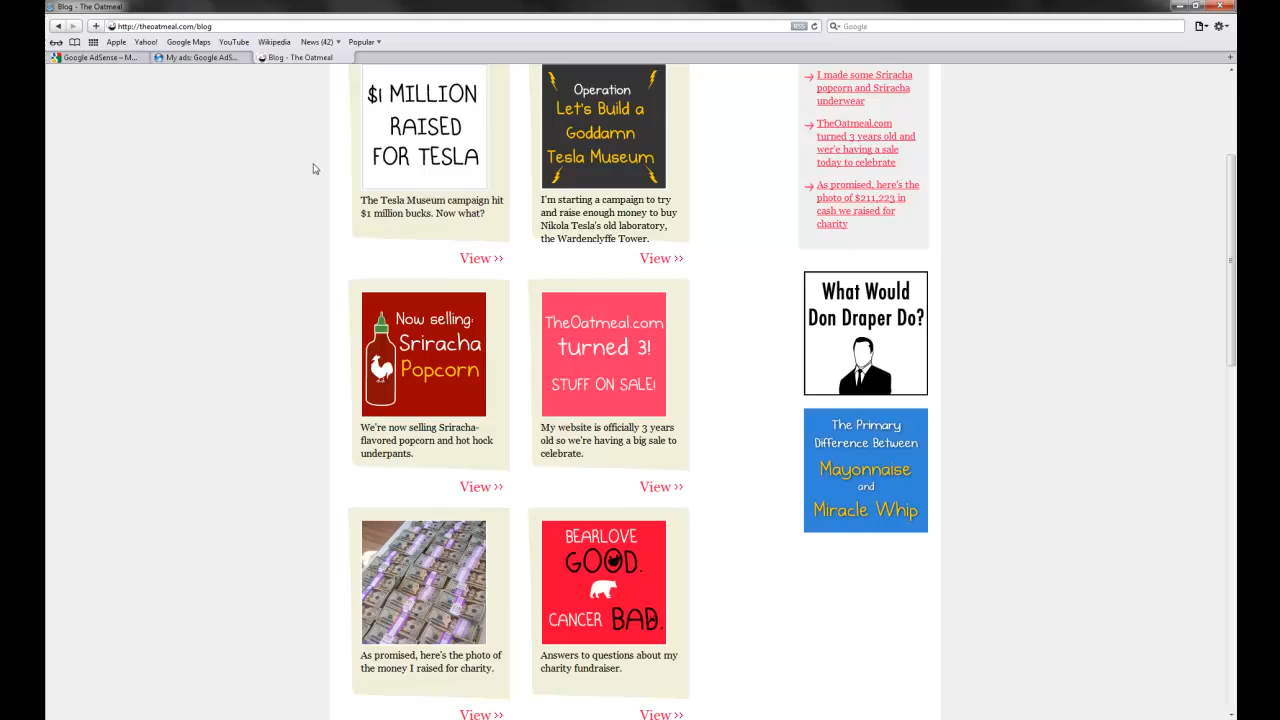 Blog - The Oatmeal
http://theoatmeal.com/blog
RSS
Google
Apple
Yahoo!
Google Maps
YouTube
Wikipedia
News (42)
Popular
Google AdSense – M...
My ads: Google AdS...
Blog - The Oatmeal
$1 MILLION
RAISED
FOR TESLA
The Tesla Museum campaign hit
$1 million bucks. Now what?
View >>
Operation
Let's Build a
Goddamn
Tesla Museum
I'm starting a campaign to try
and raise enough money to buy
Nikola Tesla's old laboratory,
the Wardenclyffe Tower.
View >>
Now selling:
Sriracha
Popcorn
We're now selling Sriracha-
flavored popcorn and hot hock
underpants.
View >>
TheOatmeal.com
turned 3!
STUFF ON SALE!
My website is officially 3 years
old so we're having a big sale to
celebrate.
View >>
As promised, here's the photo of
the money I raised for charity.
View >>
BEARLOVE
GOOD.
CANCER BAD.
Answers to questions about my
charity fundraiser.
View >>
I made some Sriracha
popcorn and Sriracha
underwear
TheOatmeal.com
turned 3 years old and
wer'e having a sale
today to celebrate
As promised, here's the
photo of $211,223 in
cash we raised for
charity
What Would
Don Draper Do?
The Primary
Difference Between
Mayonnaise
and
Miracle Whip